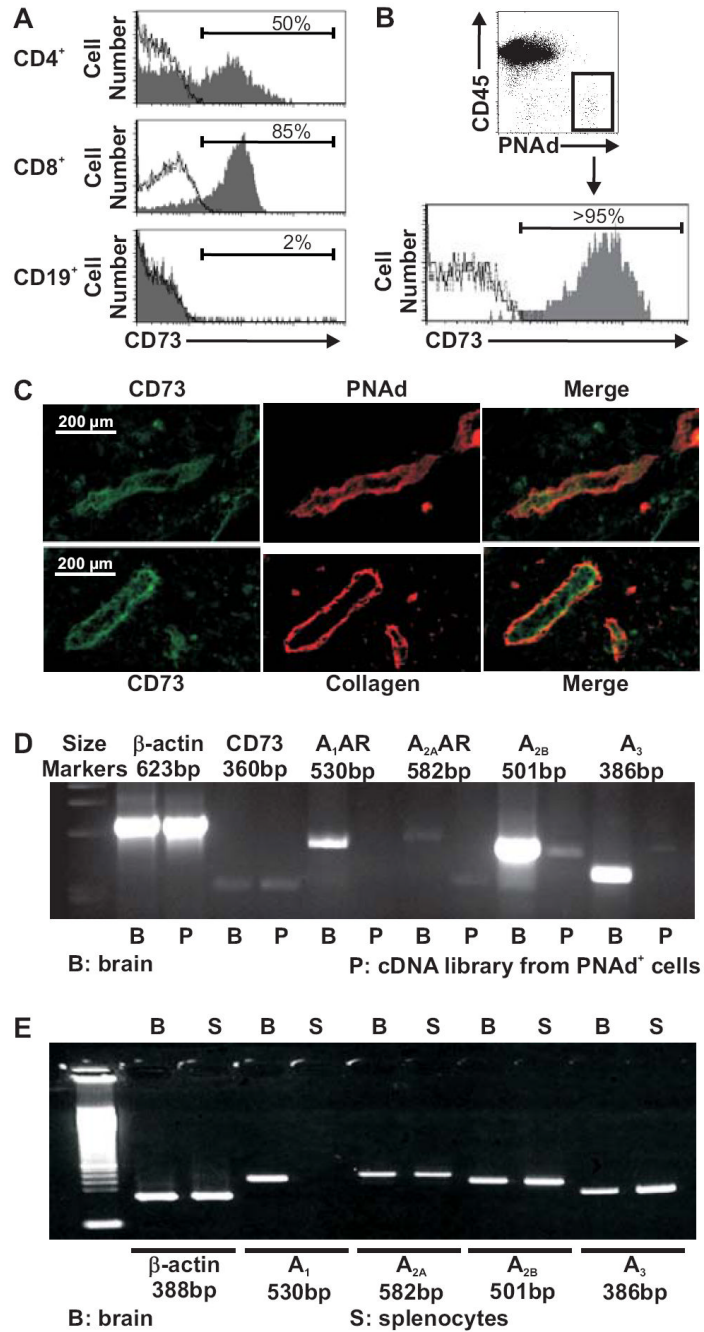 A
CD4⁺
Cell Number
50%
CD8⁺
Cell Number
85%
CD19⁺
Cell Number
2%
CD73
B
CD45
PNAd
>95%
Cell Number
CD73
C
CD73 PNAd Merge
200 µm
200 µm
CD73 Collagen Merge
D
Size Markers
β-actin 623bp
CD73 360bp
A₁AR 530bp
A₂ₐAR 582bp
A₂B 501bp
A₃ 386bp
B P B P B P B P B P B P
B: brain P: cDNA library from PNAd⁺ cells
E
B S B S B S B S B S
β-actin 388bp
A₁ 530bp
A₂ₐ 582bp
A₂B 501bp
A₃ 386bp
B: brain S: splenocytes